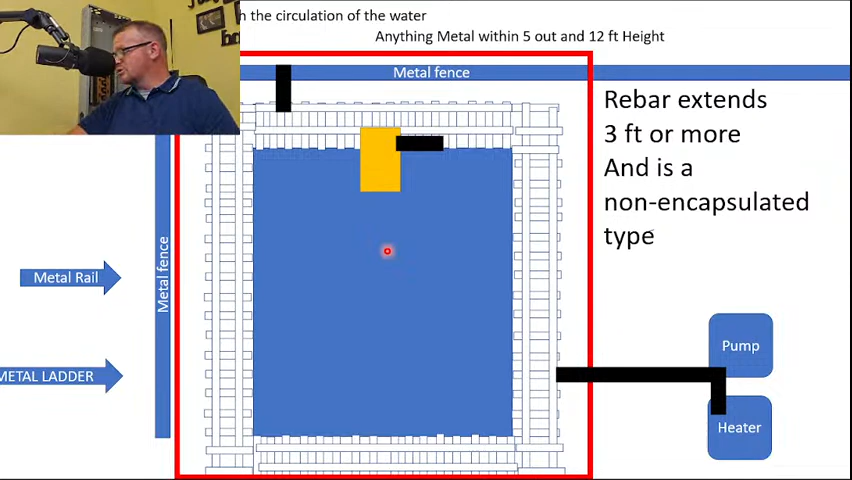 h the circulation of the water
Anything Metal within 5 out and 12 ft Height
Metal fence
Rebar extends
3 ft or more
And is a
non-encapsulated
type
Metal fence
Metal Rail
METAL LADDER
Pump
Heater